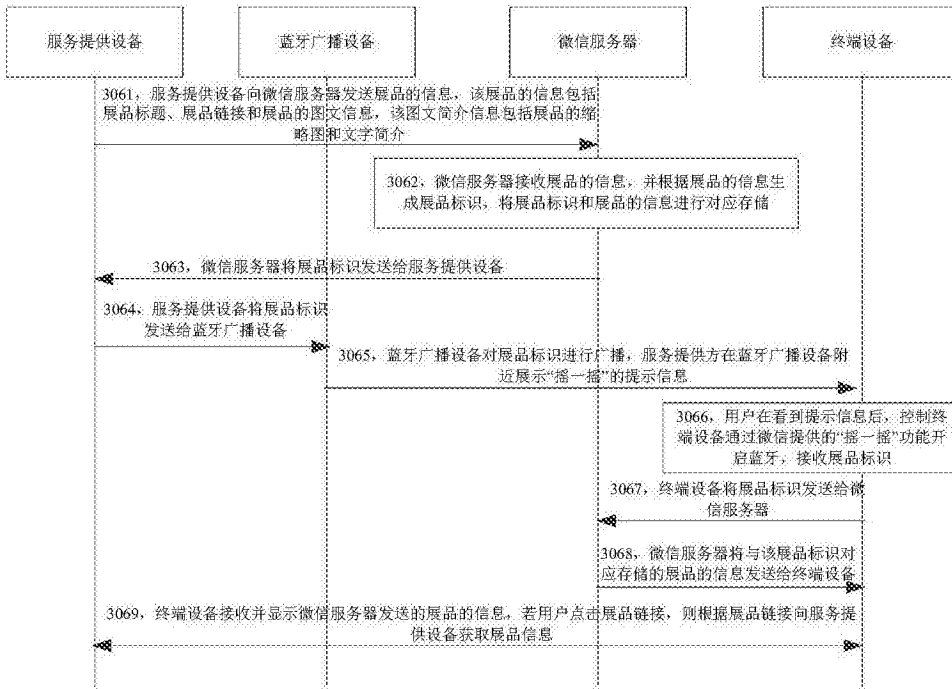 服务提供设备
蓝牙广播设备
微信服务器
终端设备
3061，服务提供设备向微信服务器发送展品的信息，该展品的信息包括
展品标题、展品链接和展品的图文信息，该图文简介信息包括展品的缩
略图和文字简介
3062，微信服务器接收展品的信息，并根据展品的信息生
成展品标识，将展品标识和展品的信息进行对应存储
3063，微信服务器将展品标识发送给服务提供设备
3064，服务提供设备将展品标识
发送给蓝牙广播设备
3065，蓝牙广播设备对展品标识进行广播，服务提供方在蓝牙广播设备附
近展示“摇一摇”的提示信息
3066，用户在看到提示信息后，控制终
端设备通过微信提供的“摇一摇”功能开
启蓝牙，接收展品标识
3067，终端设备将展品标识发送给微
信服务器
3068，微信服务器将与该展品标识对
应存储的展品的信息发送给终端设备
3069，终端设备接收并显示微信服务器发送的展品的信息，若用户点击展品链接，则根据展品链接向服务提
供设备获取展品信息